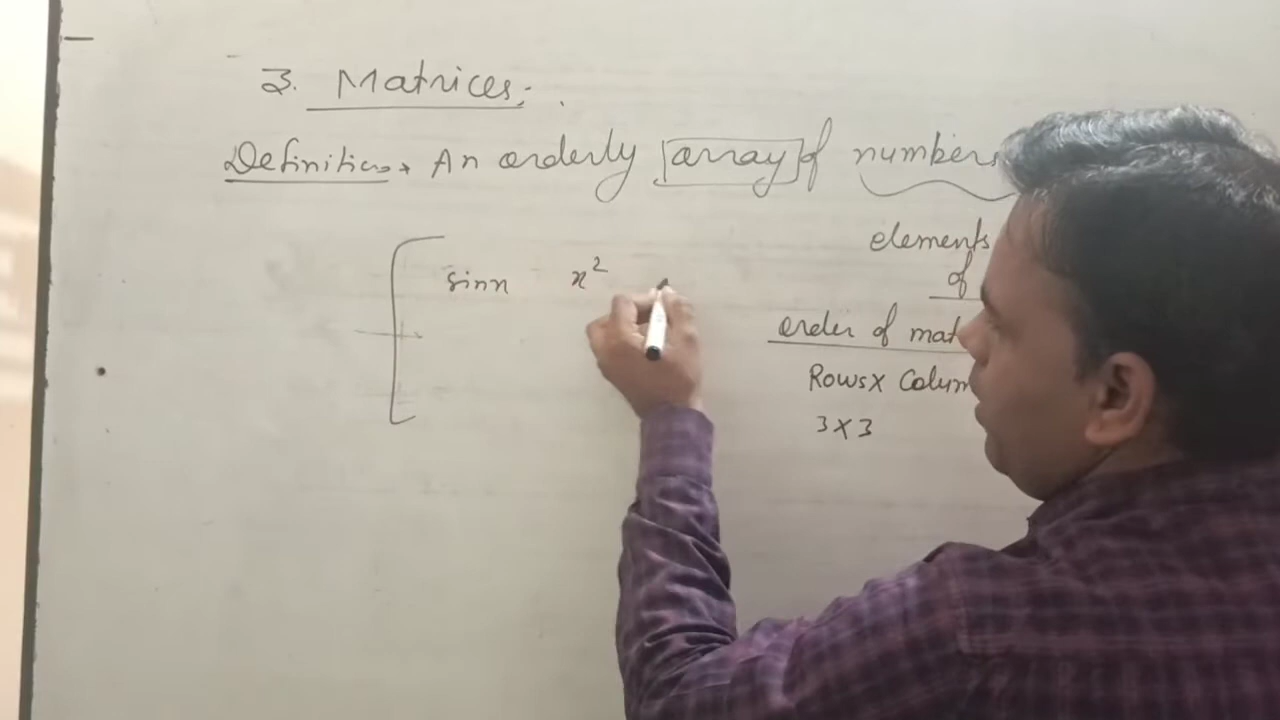 3. Matrices:
Definition → An orderly array of numbers
elements
of
sinx x²
order of mat
Rows X Colum
3 X 3